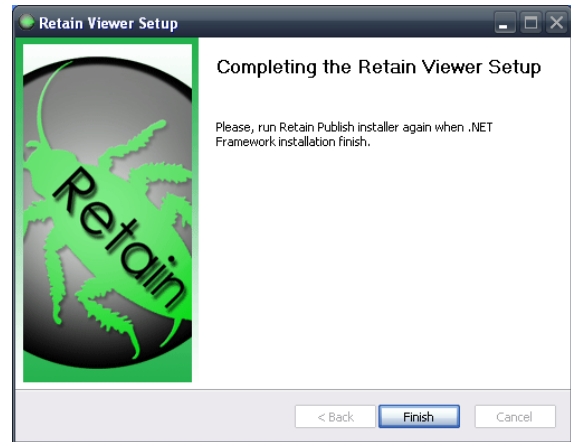 Retain Viewer Setup
Completing the Retain Viewer Setup
Please, run Retain Publish installer again when .NET
Framework installation finish.
Retain
< Back
Finish
Cancel